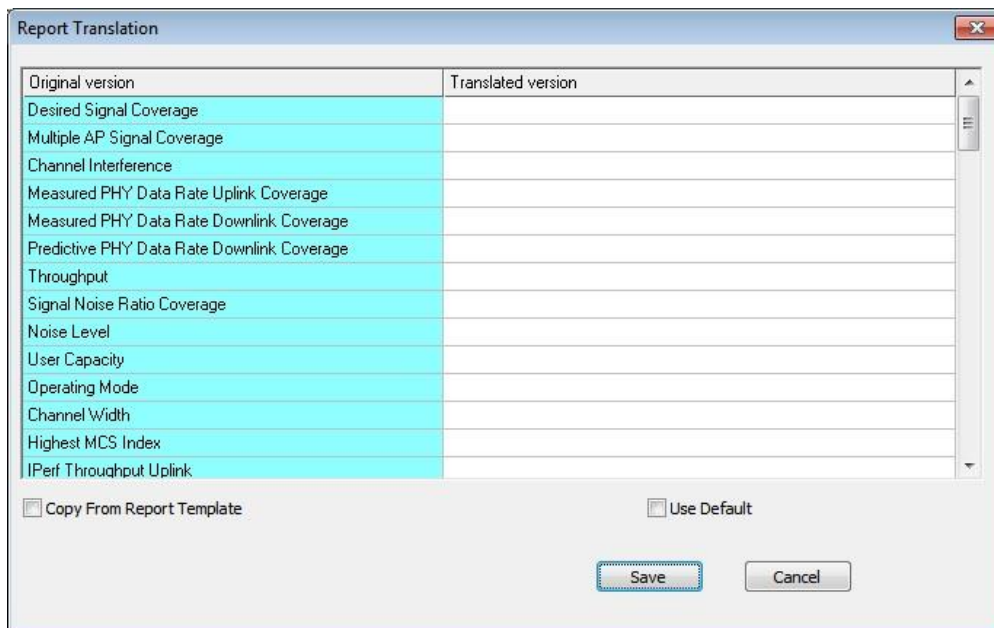 Report Translation
Original version Translated version
Desired Signal Coverage
Multiple AP Signal Coverage
Channel Interference
Measured PHY Data Rate Uplink Coverage
Measured PHY Data Rate Downlink Coverage
Predictive PHY Data Rate Downlink Coverage
Throughput
Signal Noise Ratio Coverage
Noise Level
User Capacity
Operating Mode
Channel Width
Highest MCS Index
IPerf Throughput Uplink
Copy From Report Template Use Default
Save Cancel